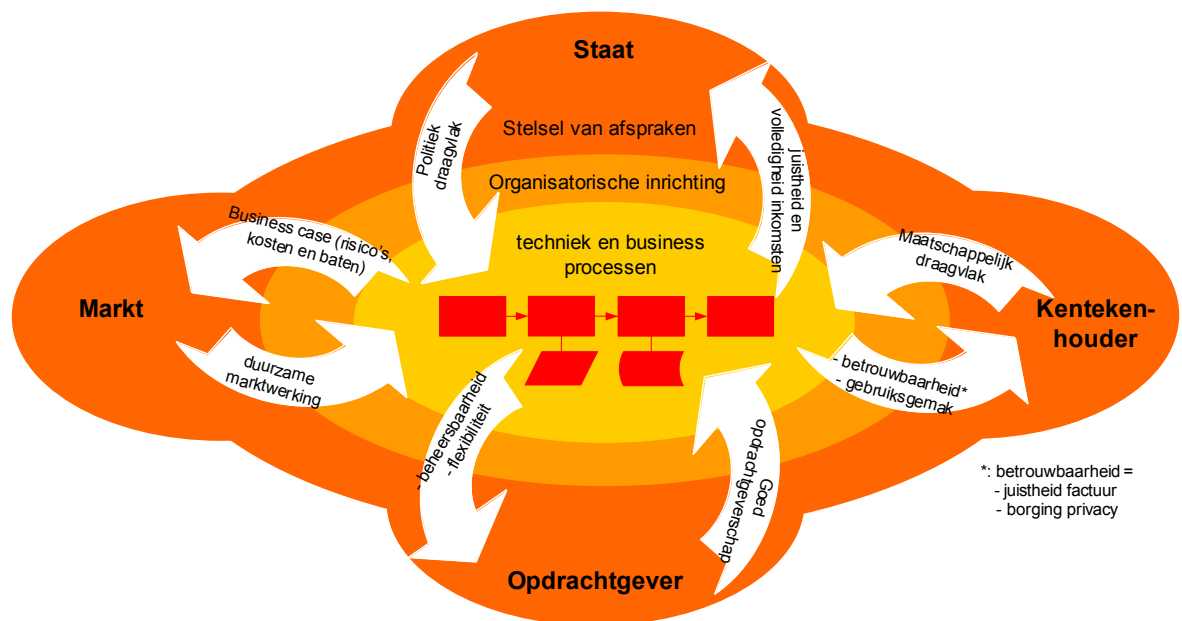 Staat
Politiek
draagvlak
juistheid en
volledigheid inkomsten
Stelsel van afspraken
Organisatorische inrichting
Business case (risico's,
kosten en baten)
techniek en business
processen
Maatschappelijk
draagvlak
Markt
Kenteken-
houder
duurzame
marktwerking
- betrouwbaarheid*
- gebruiksgemak
- beheersbaarheid
- flexibiliteit
Goed
opdrachtgeverschap
*: betrouwbaarheid =
- juistheid factuur
- borging privacy
Opdrachtgever